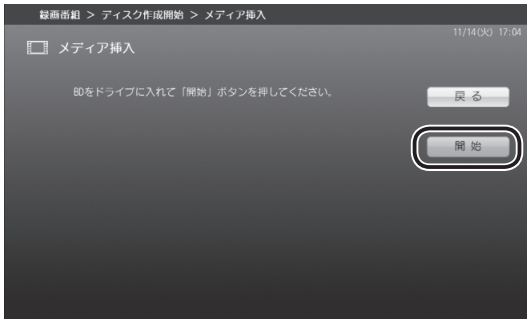 録画番組 > ディスク作成開始 > メディア挿入
11/14(火) 17:04
メディア挿入
BDをドライブに入れて「開始」ボタンを押してください。
戻る
開始